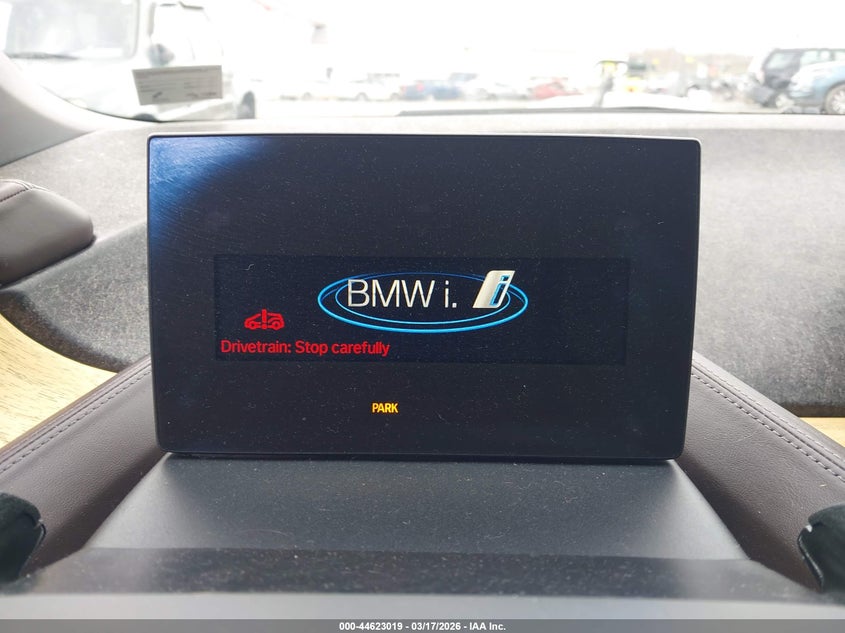 BMW i. i
Drivetrain: Stop carefully
PARK
000-44623019 - 03/17/2026 - IAA Inc.